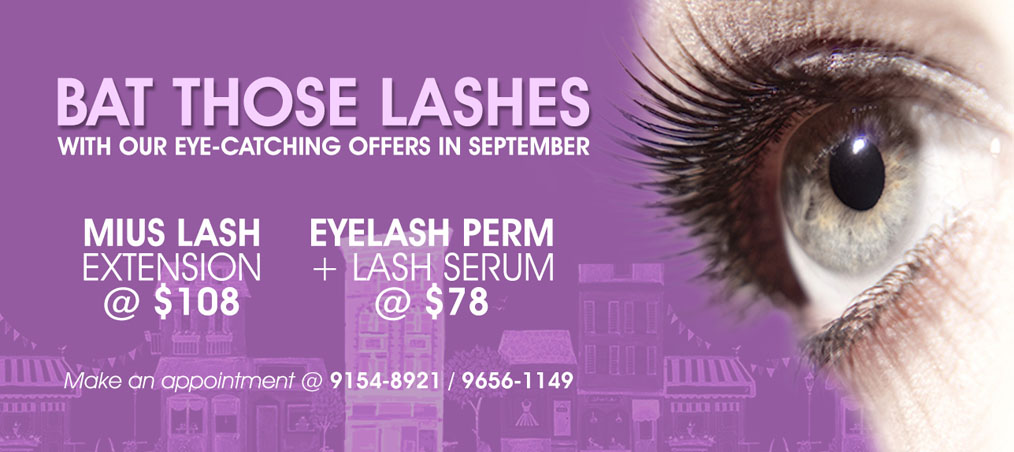 BAT THOSE LASHES
WITH OUR EYE-CATCHING OFFERS IN SEPTEMBER
MIUS LASH
EXTENSION
@ $108
EYELASH PERM
+ LASH SERUM
@ $78
Make an appointment @ 9154-8921 / 9656-1149